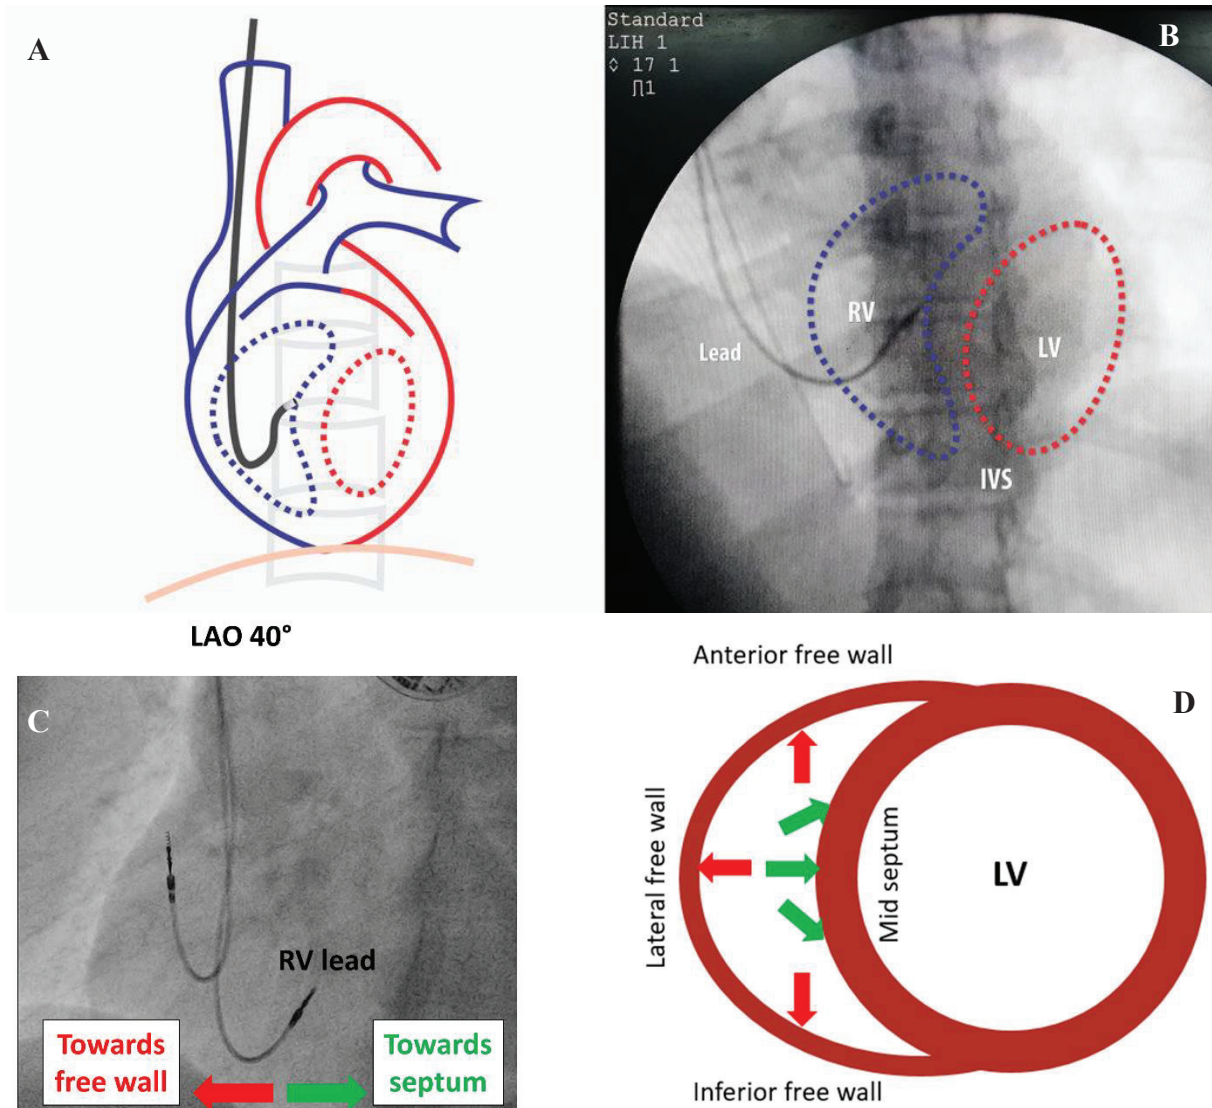 A
Standard
LIH 1
◊ 17 1
∏1
B
RV
Lead
LV
IVS
LAO 40°
C
RV lead
Towards
free wall
Towards
septum
Anterior free wall
D
Lateral free wall
Mid septum
LV
Inferior free wall